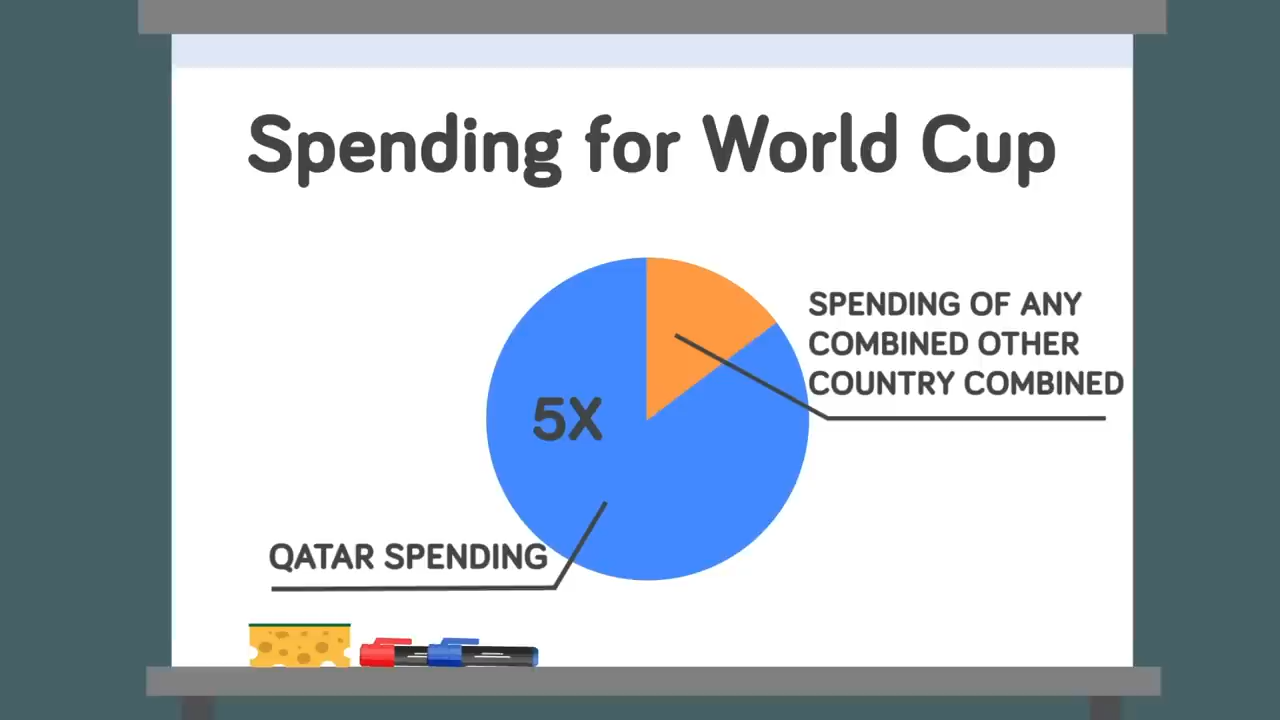 Spending for World Cup
SPENDING OF ANY
COMBINED OTHER
COUNTRY COMBINED
5X
QATAR SPENDING